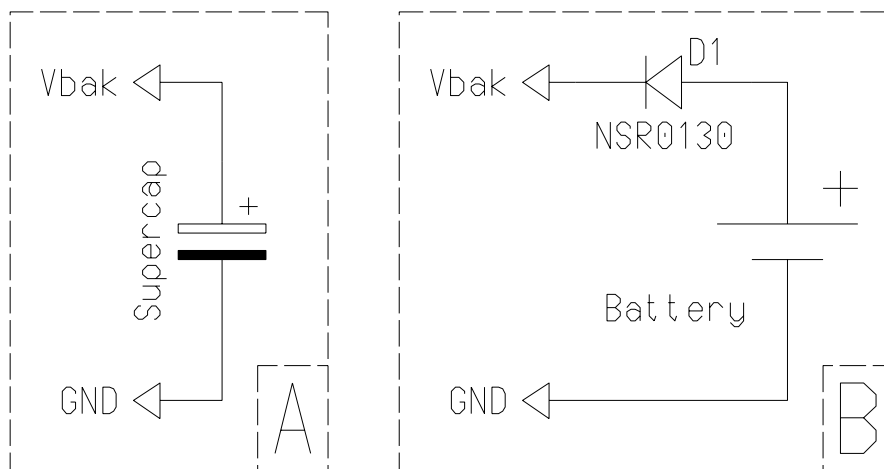 Vbak
+
Supercap
GND
A
D1
Vbak
NSR0130
+
Battery
GND
B